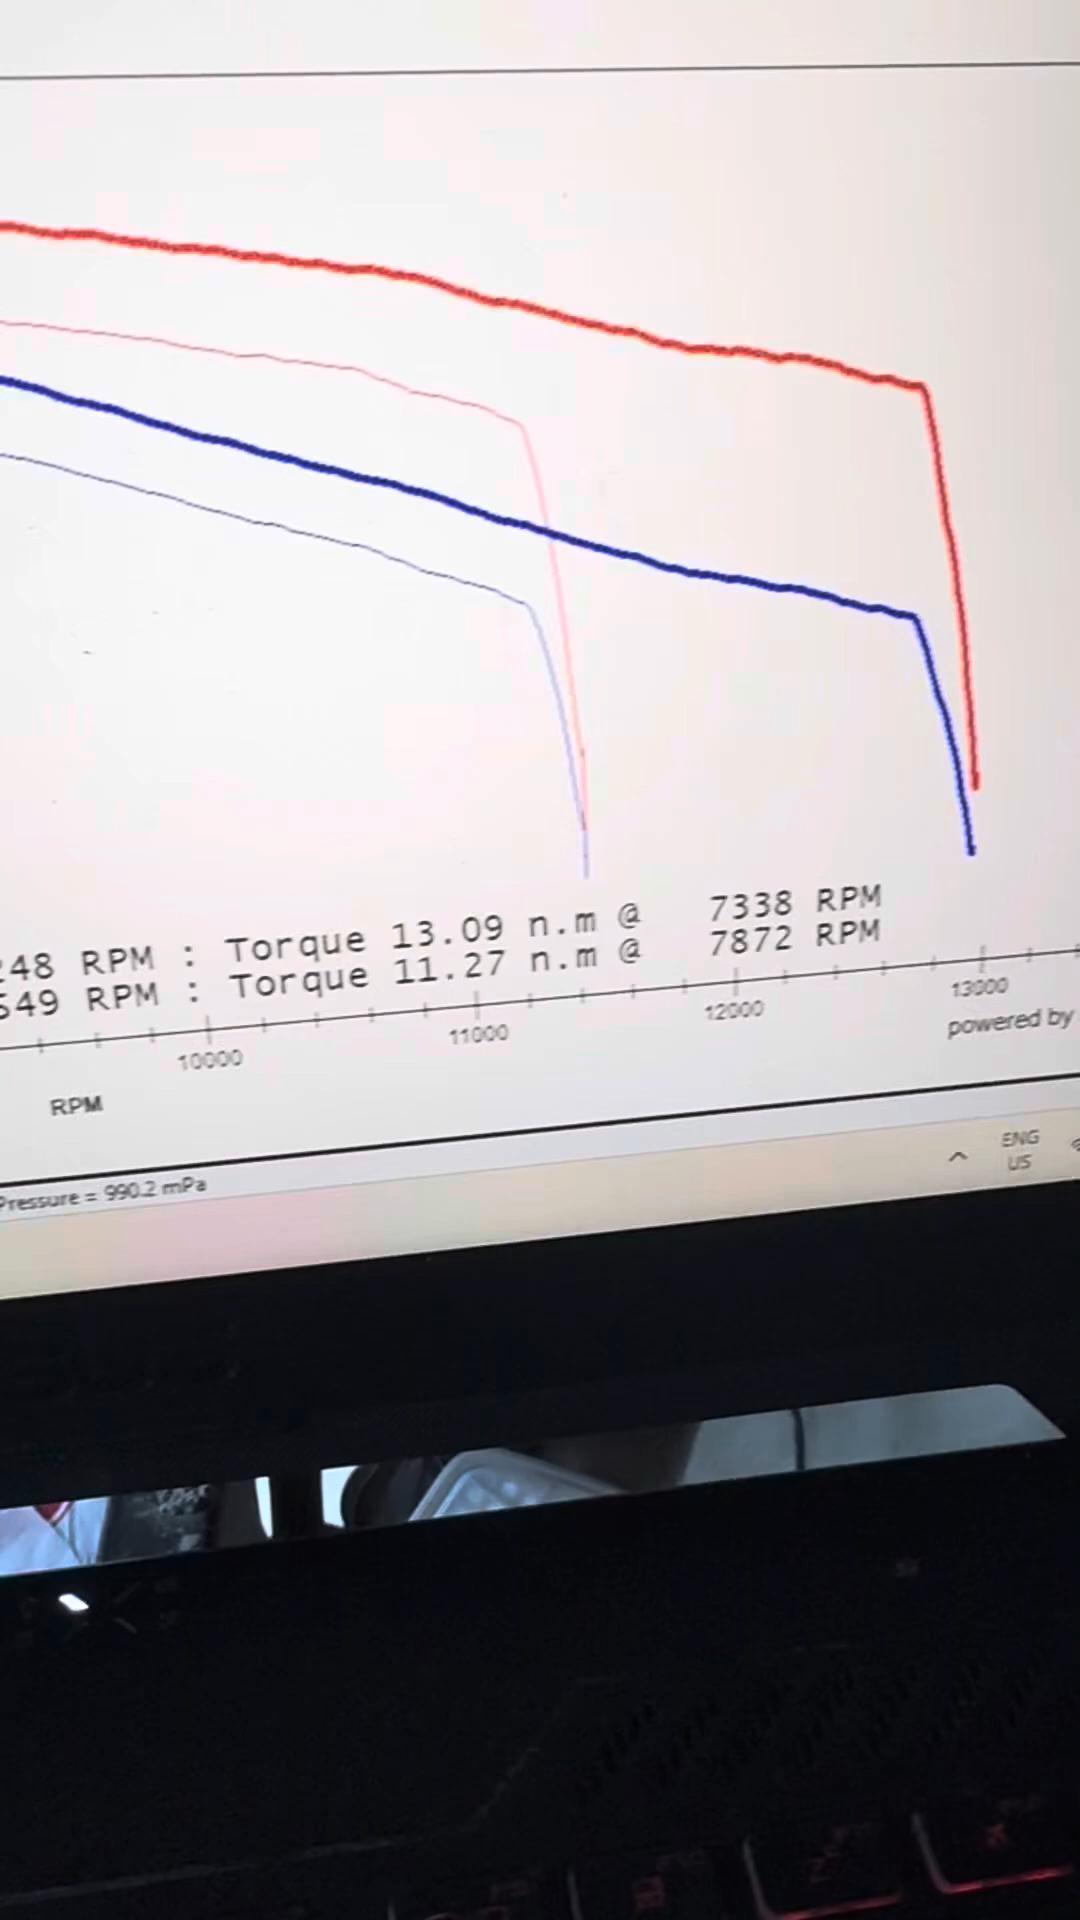 48 RPM : Torque 13.09 n.m @ 7338 RPM
549 RPM : Torque 11.27 n.m @ 7872 RPM
10000 11000 12000 13000
powered by
RPM
Pressure = 990.2 mPa
ENG
US